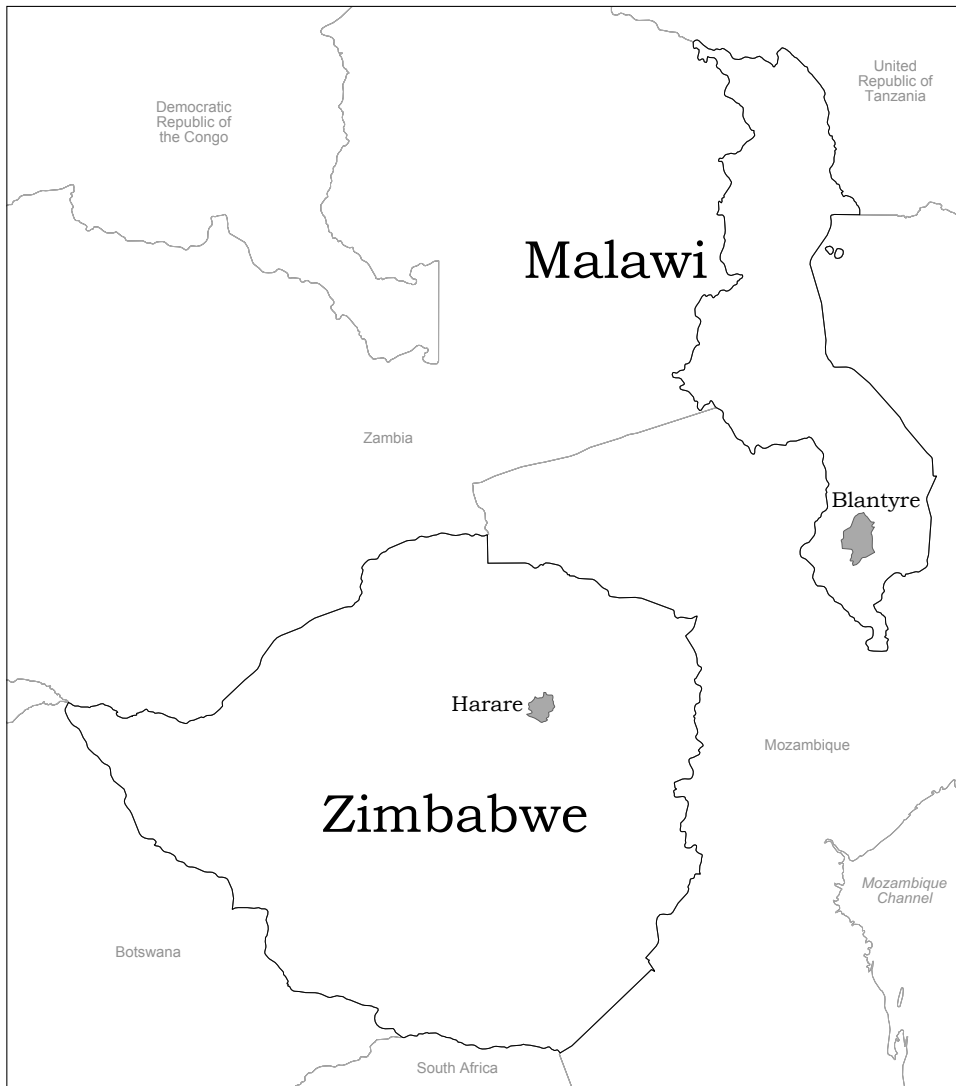 United
Republic of
Tanzania
Democratic
Republic of
the Congo
Malawi
Zambia
Blantyre
Harare
Mozambique
Zimbabwe
Mozambique
Channel
Botswana
South Africa